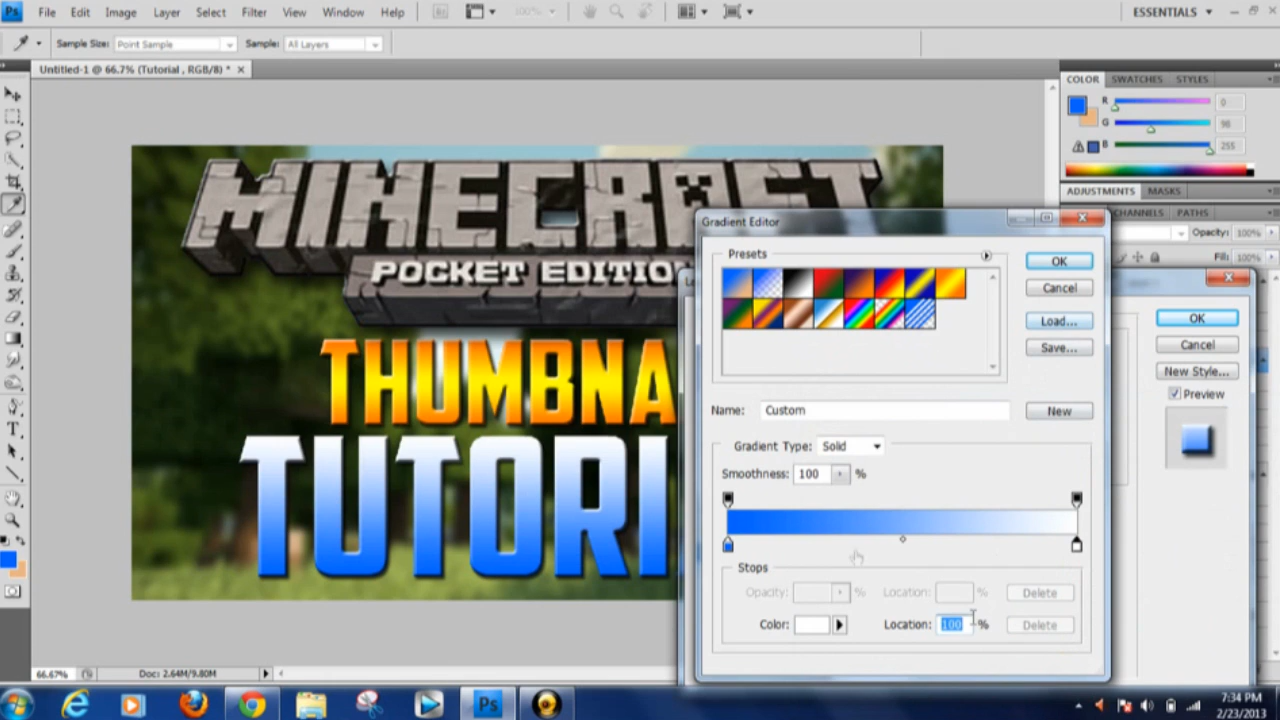 Ps File Edit Image Layer Select Filter View Window Help Br 100% ESSENTIALS
Sample Size: Point Sample Sample: All Layers
Untitled-1 @ 66.7% (Tutorial , RGB/8) *
COLOR SWATCHES STYLES
R 0
G 98
B 255
ADJUSTMENTS MASKS
CHANNELS PATHS
Opacity: 100%
Fill: 100%
MINECRAFT
POCKET EDITIO
THUMBNA
TUTORI
Gradient Editor
Presets
OK
Cancel
Load...
Save...
Name: Custom New
Gradient Type: Solid
Smoothness: 100 %
Stops
Opacity: % Location: % Delete
Color: Location: 100 % Delete
OK
Cancel
New Style...
Preview
66.67% Doc: 2.64M/9.80M
Ps
7:34 PM
2/23/2013